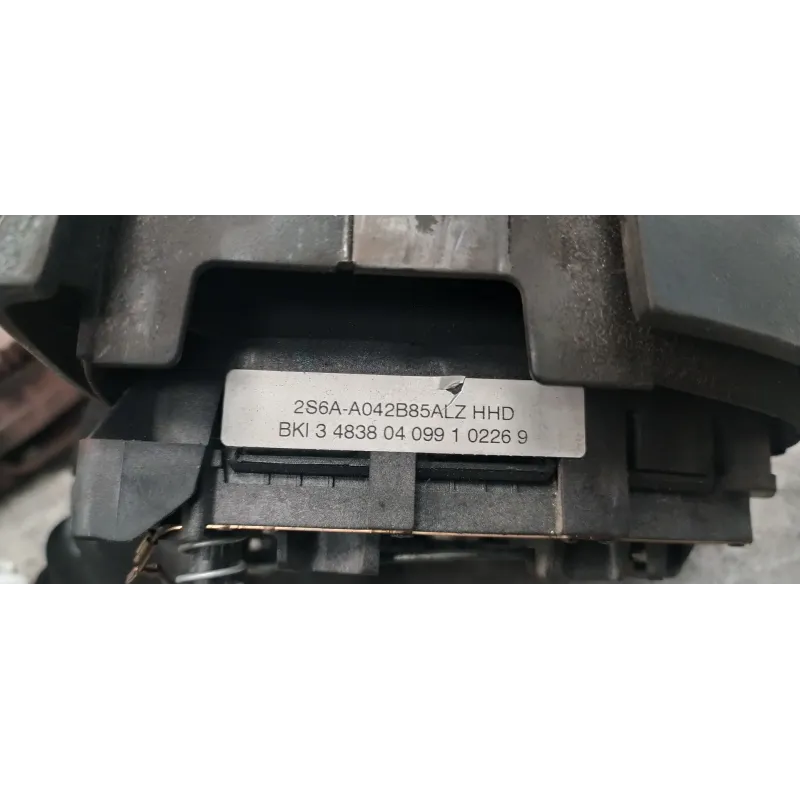 2S6A-A042B85ALZ HHD
BKI 3 4838 04 099 1 0226 9